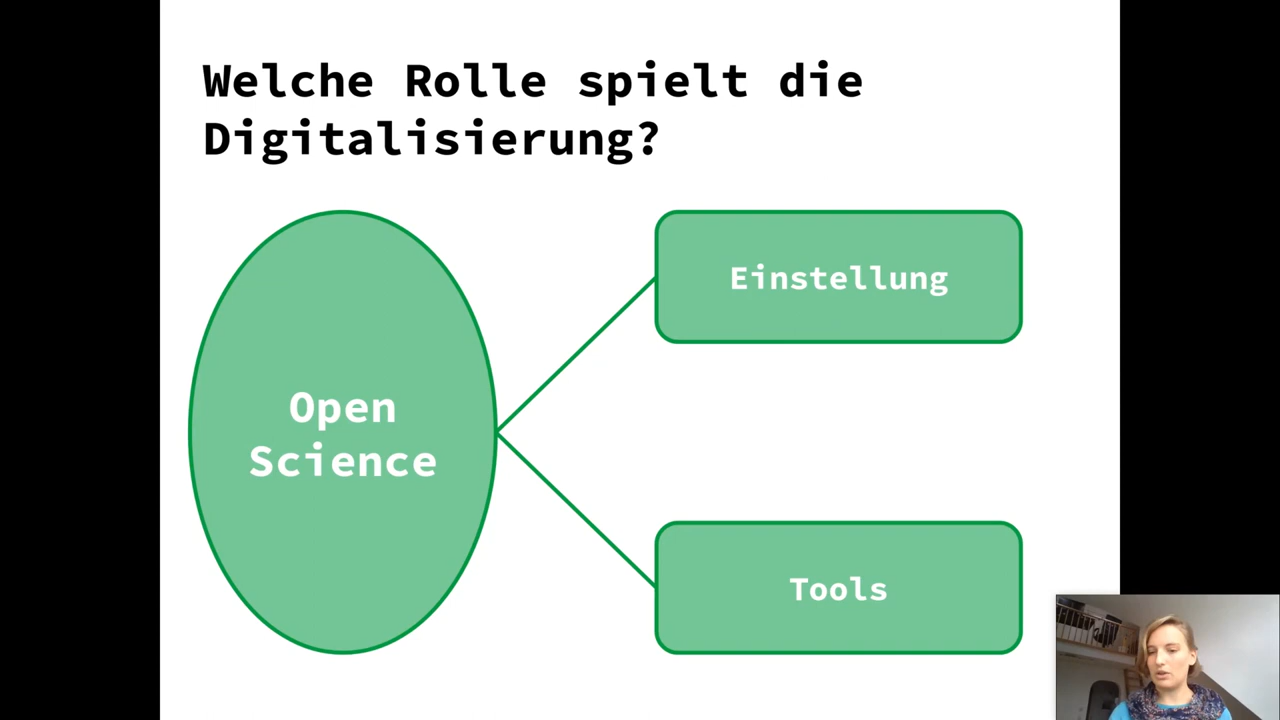 Welche Rolle spielt die
Digitalisierung?
Einstellung
Open
Science
Tools